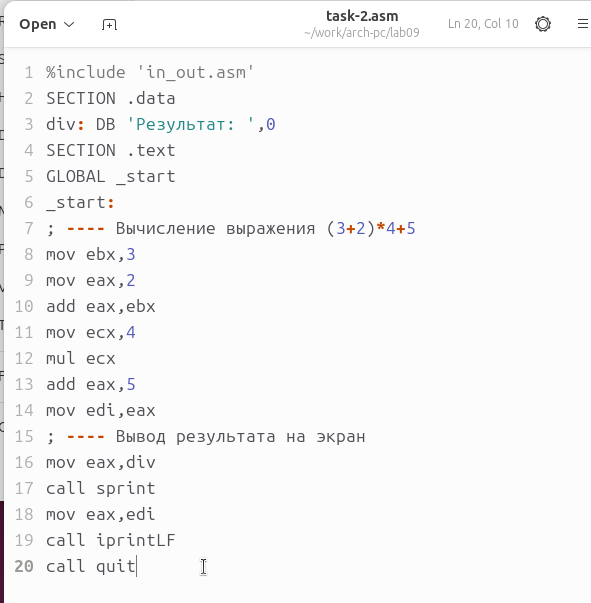 Open
task-2.asm
~/work/arch-pc/lab09
Ln 20, Col 10
1 %include 'in_out.asm'
2 SECTION .data
3 div: DB 'Результат: ',0
4 SECTION .text
5 GLOBAL _start
6 _start:
7 ; ---- Вычисление выражения (3+2)*4+5
8 mov ebx,3
9 mov eax,2
10 add eax,ebx
11 mov ecx,4
12 mul ecx
13 add eax,5
14 mov edi,eax
15 ; ---- Вывод результата на экран
16 mov eax,div
17 call sprint
18 mov eax,edi
19 call iprintLF
20 call quit